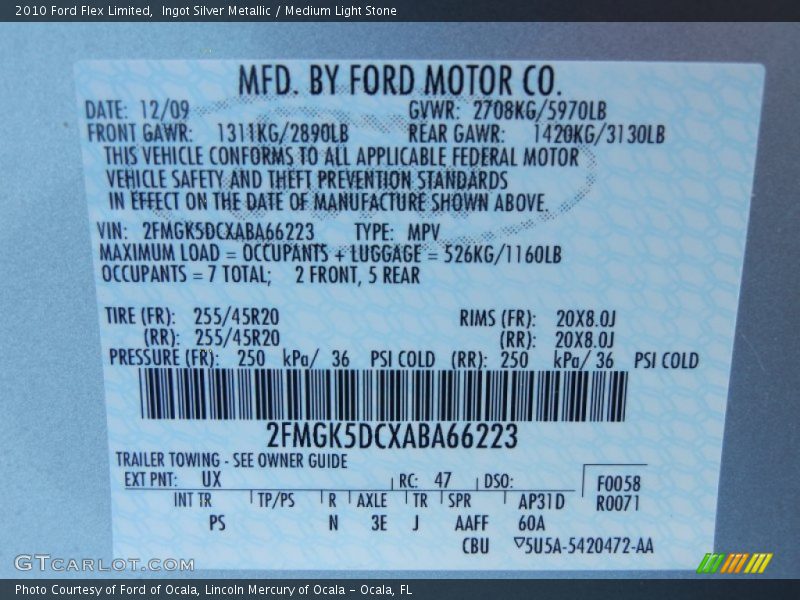 2010 Ford Flex Limited,  Ingot Silver Metallic / Medium Light Stone
MFD. BY FORD MOTOR CO.
DATE: 12/09 GVWR: 2708KG/5970LB
FRONT GAWR: 1311KG/2890LB REAR GAWR: 1420KG/3130LB
THIS VEHICLE CONFORMS TO ALL APPLICABLE FEDERAL MOTOR
VEHICLE SAFETY AND THEFT PREVENTION STANDARDS
IN EFFECT ON THE DATE OF MANUFACTURE SHOWN ABOVE.
VIN: 2FMGK5DCXABA66223 TYPE: MPV
MAXIMUM LOAD = OCCUPANTS + LUGGAGE = 526KG/1160LB
OCCUPANTS = 7 TOTAL; 2 FRONT, 5 REAR
TIRE (FR): 255/45R20 RIMS (FR): 20X8.0J
(RR): 255/45R20 (RR): 20X8.0J
PRESSURE (FR): 250 kPa/ 36 PSI COLD (RR): 250 kPa/ 36 PSI COLD
2FMGK5DCXABA66223
TRAILER TOWING - SEE OWNER GUIDE
EXT PNT: UX RC: 47 DSO: F0058
INT TR TP/PS R AXLE TR SPR AP31D R0071
PS N 3E J AAFF 60A
CBU ▽5U5A-5420472-AA
GTCarLot.com
Photo Courtesy of Ford of Ocala, Lincoln Mercury of Ocala – Ocala, FL